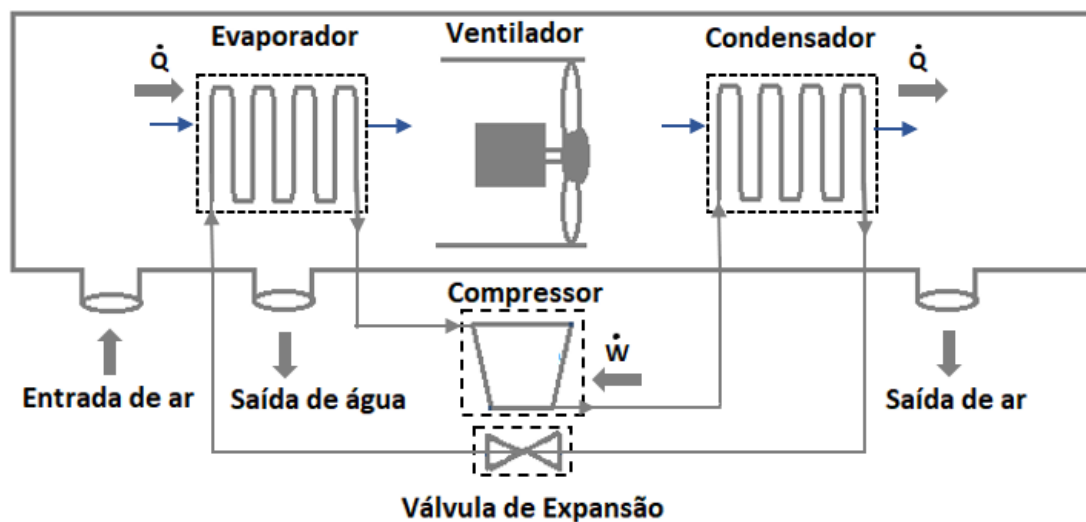 Evaporador
Ventilador
Condensador
Q̇
Q̇
Compressor
Ẇ
Entrada de ar
Saída de água
Saída de ar
Válvula de Expansão